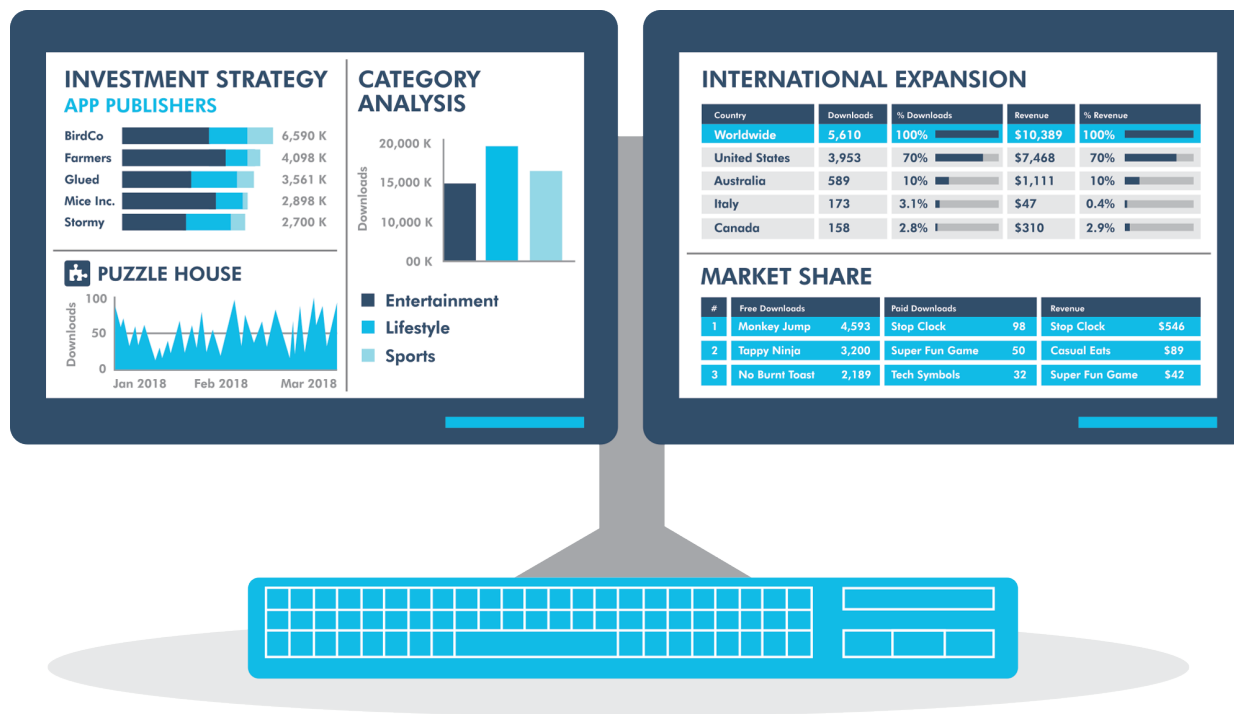 INVESTMENT STRATEGY
APP PUBLISHERS
BirdCo 6,590 K
Farmers 4,098 K
Glued 3,561 K
Mice Inc. 2,898 K
Stormy 2,700 K
PUZZLE HOUSE
Downloads
100
50
0
Jan 2018 Feb 2018 Mar 2018
CATEGORY
ANALYSIS
Downloads
20,000 K
15,000 K
10,000 K
00 K
Entertainment
Lifestyle
Sports
INTERNATIONAL EXPANSION
Country Downloads % Downloads Revenue % Revenue
Worldwide 5,610 100% $10,389 100%
United States 3,953 70% $7,468 70%
Australia 589 10% $1,111 10%
Italy 173 3.1% $47 0.4%
Canada 158 2.8% $310 2.9%
MARKET SHARE
# Free Downloads Paid Downloads Revenue
1 Monkey Jump 4,593 Stop Clock 98 Stop Clock $546
2 Tappy Ninja 3,200 Super Fun Game 50 Casual Eats $89
3 No Burnt Toast 2,189 Tech Symbols 32 Super Fun Game $42